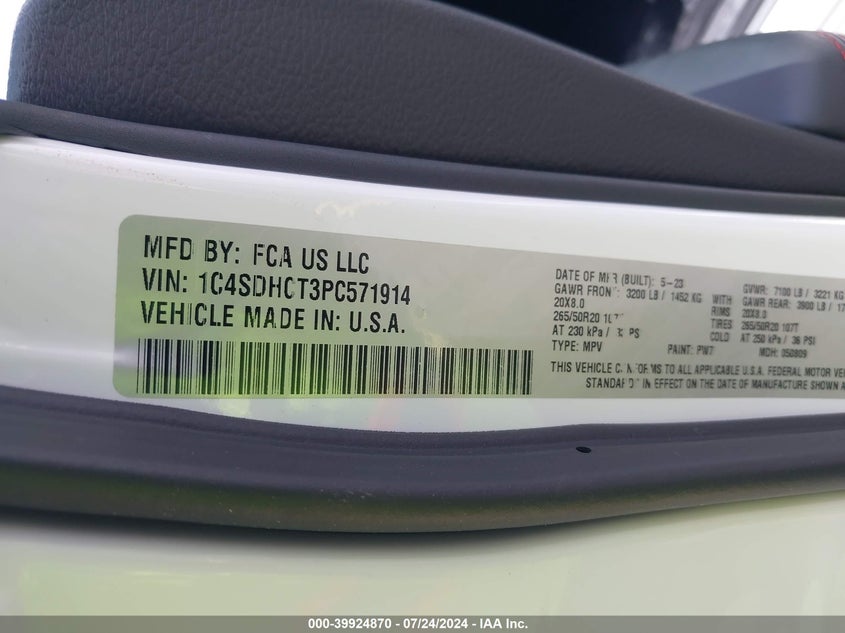 MFD BY: FCA US LLC
VIN: 1C4SDHCT3PC571914
VEHICLE MADE IN: U.S.A.
DATE OF MFR (BUILT): 5-23
GVWR: 7100 LB / 3221 KG
GAWR FRONT: 3200 LB / 1452 KG WITH GAWR REAR: 3900 LB /
20X8.0 RIMS 20X8.0
265/50R20 107T TIRES 265/50R20 107T
AT 230 kPa / PSI COLD AT 250 kPa / 36 PSI
TYPE: MPV PAINT: PW7 MDH: 050809
THIS VEHICLE CONFORMS TO ALL APPLICABLE U.S.A. FEDERAL MOTOR
STANDARD IN EFFECT ON THE DATE OF MANUFACTURE SHOWN
000-39924870 - 07/24/2024 - IAA Inc.